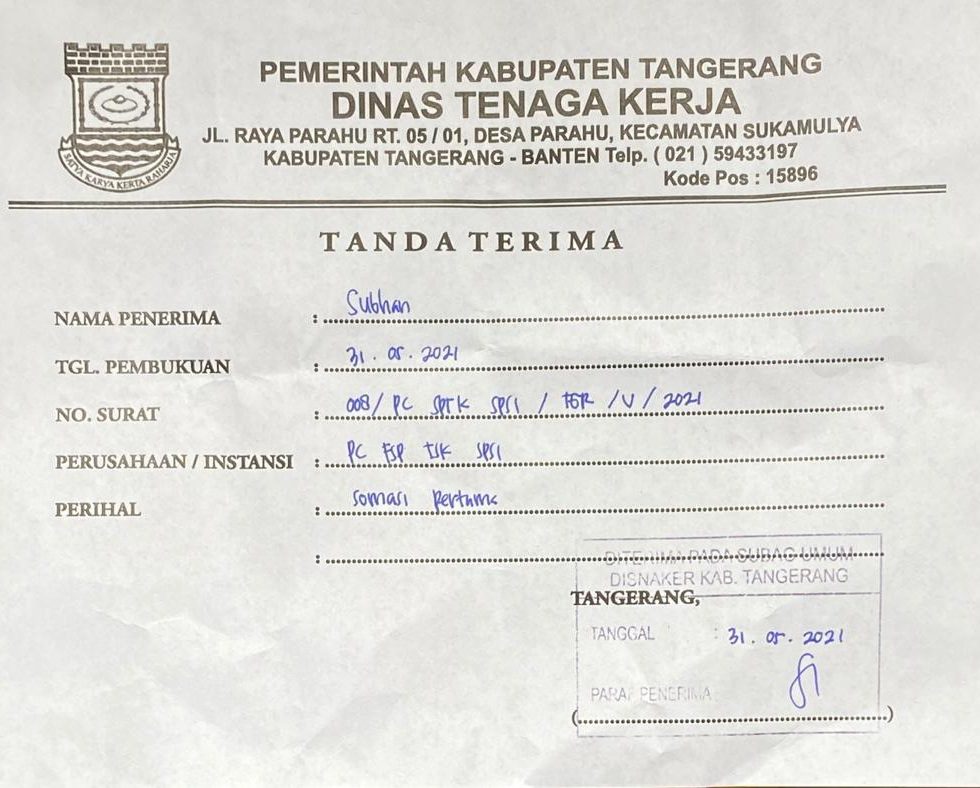 PEMERINTAH KABUPATEN TANGERANG
DINAS TENAGA KERJA
JL. RAYA PARAHU RT. 05 / 01, DESA PARAHU, KECAMATAN SUKAMULYA
KABUPATEN TANGERANG - BANTEN Telp. ( 021 ) 59433197
Kode Pos : 15896
SATYA KARYA KERTA RAHARJA
TANDA TERIMA
NAMA PENERIMA : Subhan
TGL. PEMBUKUAN : 31 . 05 . 2021
NO. SURAT : 008/ PC SPTK SPSI / TGR /V/ 2021
PERUSAHAAN / INSTANSI : PC FSP TSK SPSI
PERIHAL : Somasi Pertama
:
DITERIMA PADA SUBAG UMUM
DISNAKER KAB. TANGERANG
TANGERANG,
TANGGAL : 31 . 05 . 2021
PARAF PENERIMA
(....................)